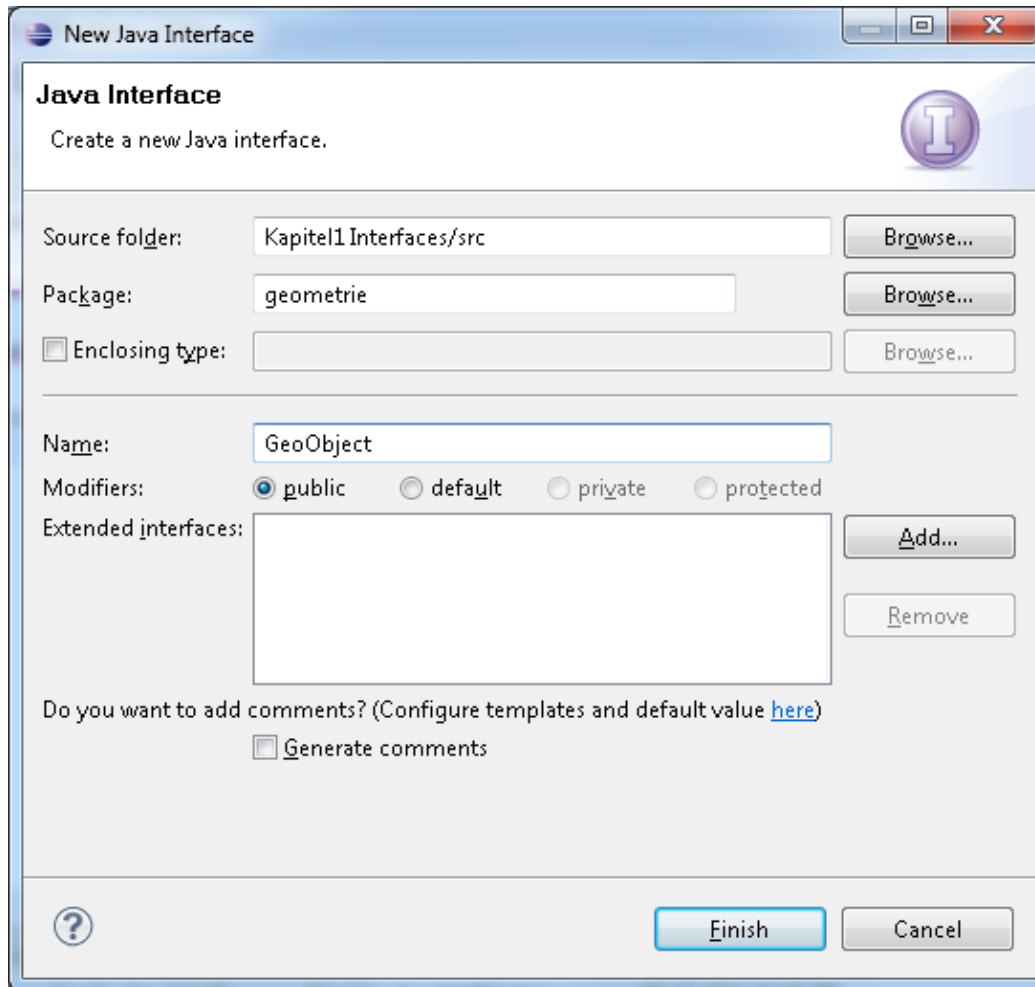 New Java Interface
Java Interface
Create a new Java interface.
Source folder: Kapitel1Interfaces/src Browse...
Package: geometrie Browse...
Enclosing type: Browse...
Name: GeoObject
Modifiers: public default private protected
Extended interfaces: Add...
Remove
Do you want to add comments? (Configure templates and default value here)
Generate comments
Finish Cancel